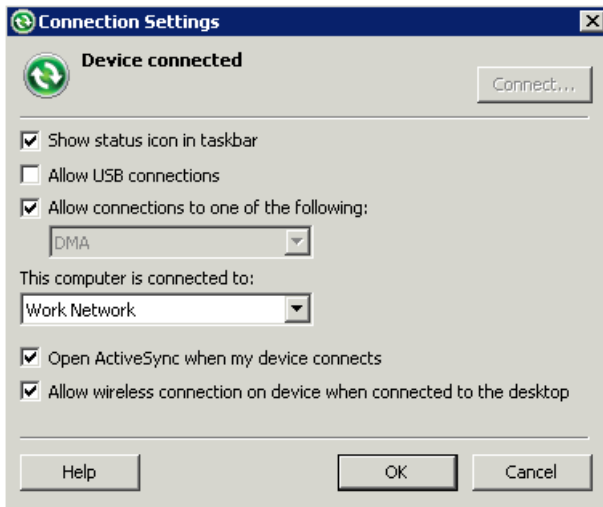 Connection Settings
Device connected
Connect...
Show status icon in taskbar
Allow USB connections
Allow connections to one of the following:
DMA
This computer is connected to:
Work Network
Open ActiveSync when my device connects
Allow wireless connection on device when connected to the desktop
Help OK Cancel